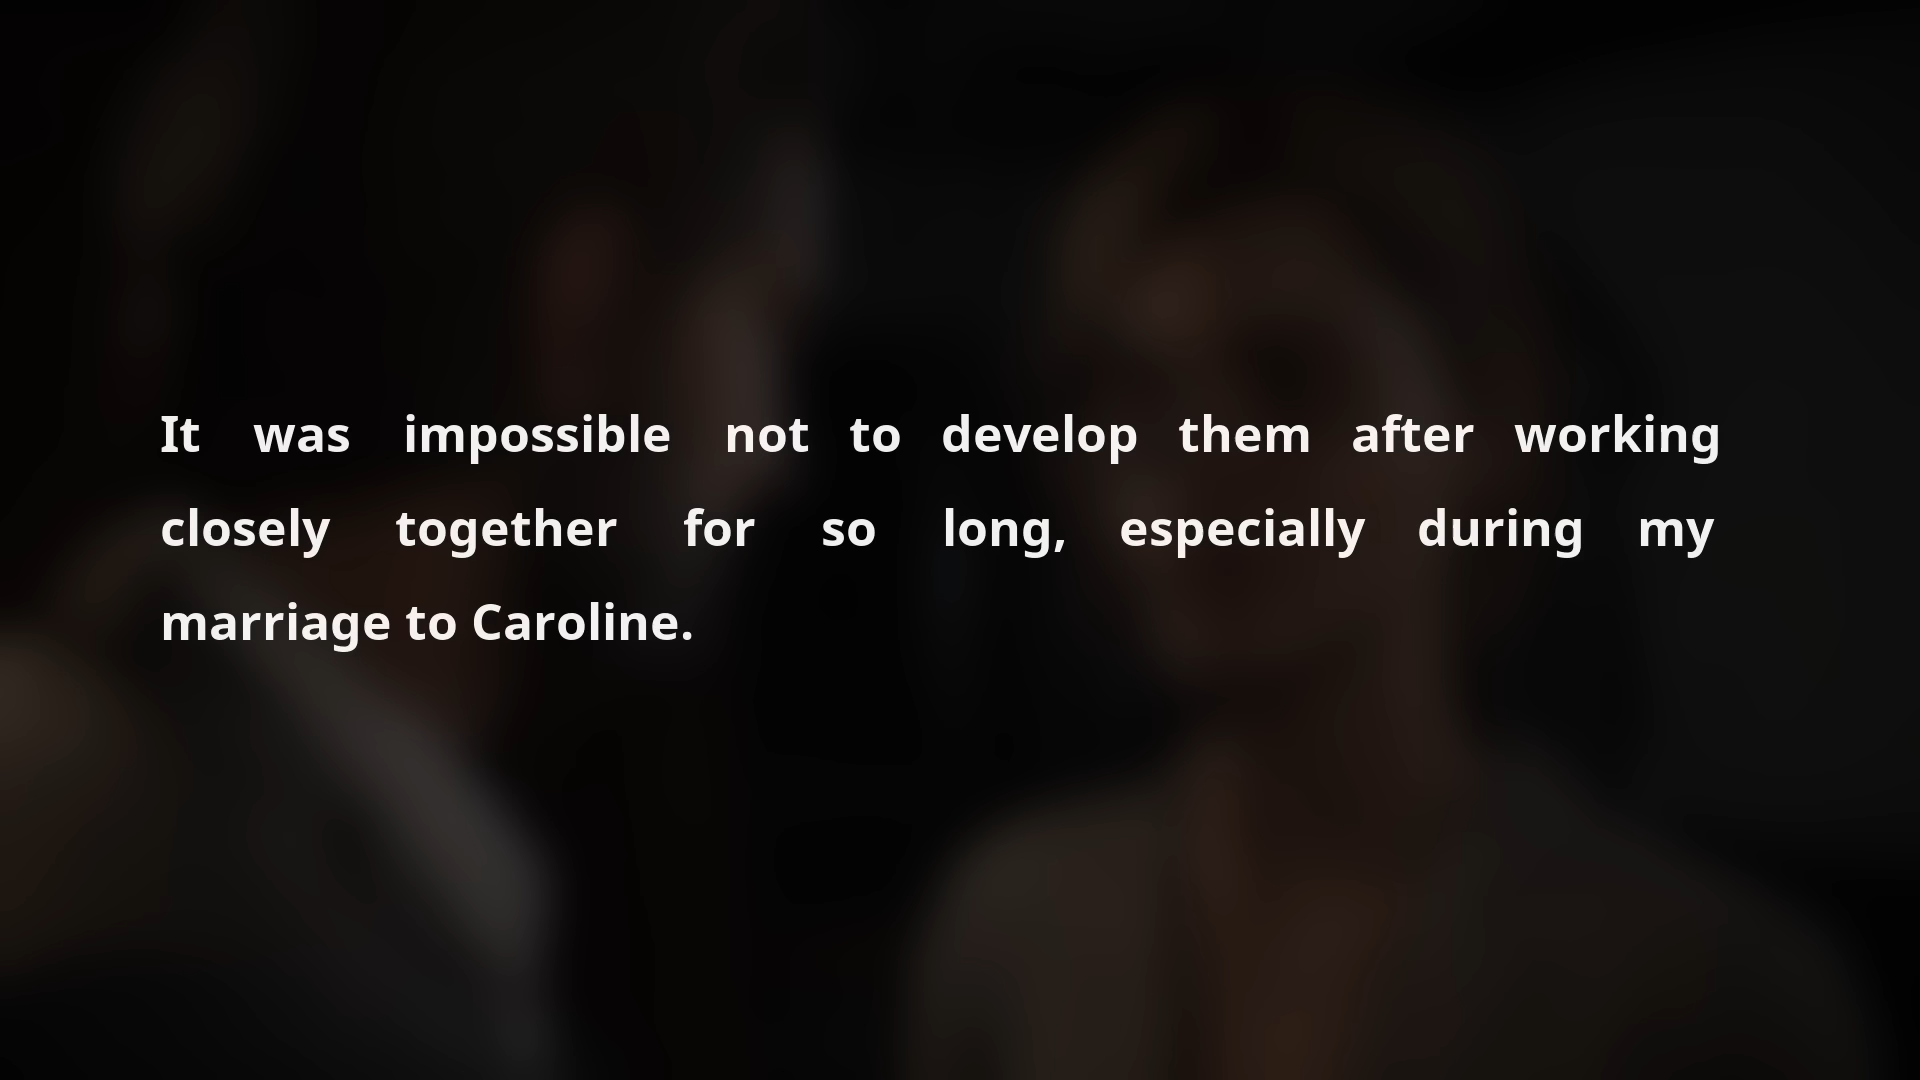 It was impossible not to develop them after working
closely together for so long, especially during my
marriage to Caroline.